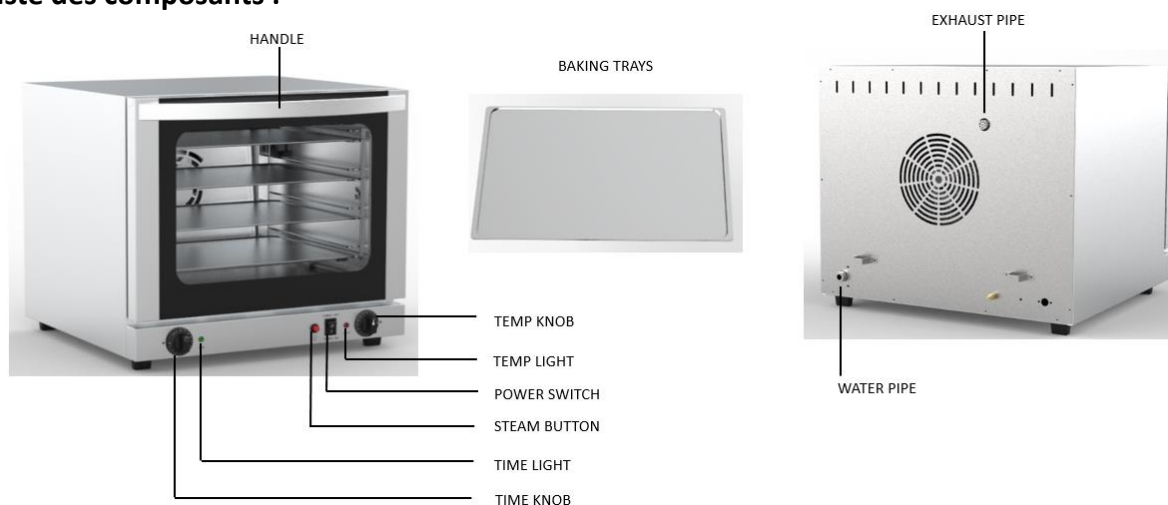 iste des composants :
HANDLE
BAKING TRAYS
EXHAUST PIPE
TEMP KNOB
TEMP LIGHT
POWER SWITCH
STEAM BUTTON
TIME LIGHT
TIME KNOB
WATER PIPE